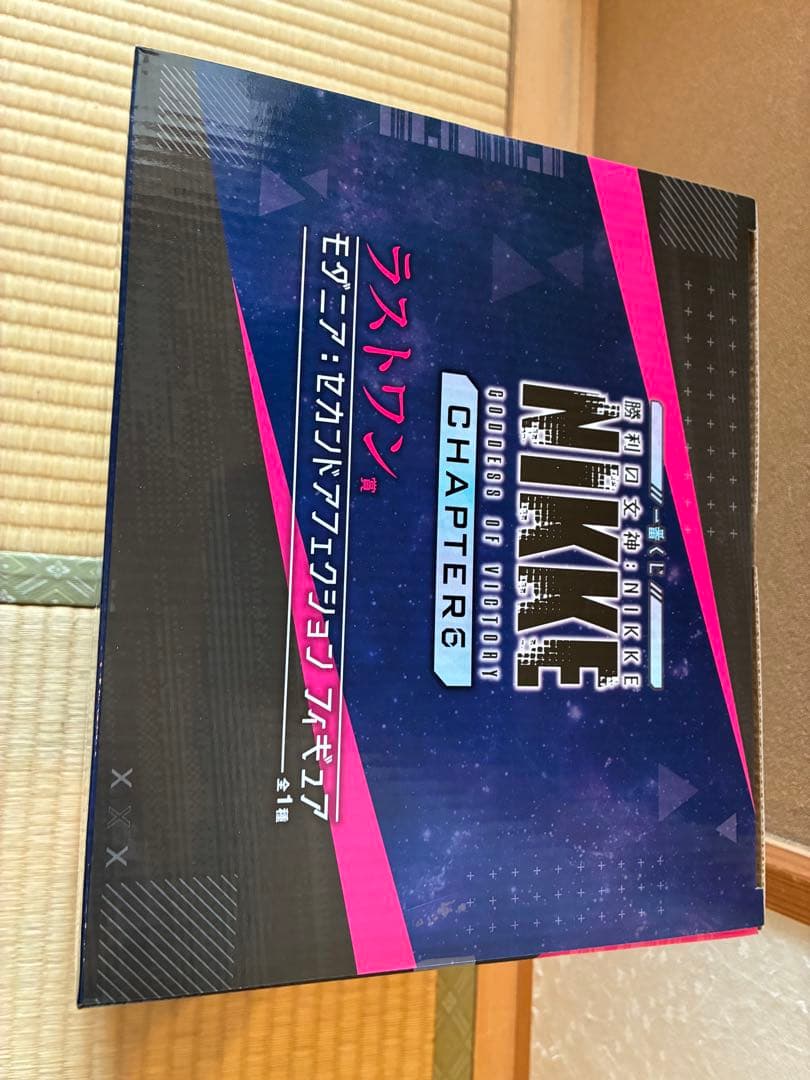 一番くじ
勝利の女神:NIKKE
NIKKE
GODDESS OF VICTORY
CHAPTER6
ラストワン賞
モダニア:セカンドアフェクション フィギュア
全1種